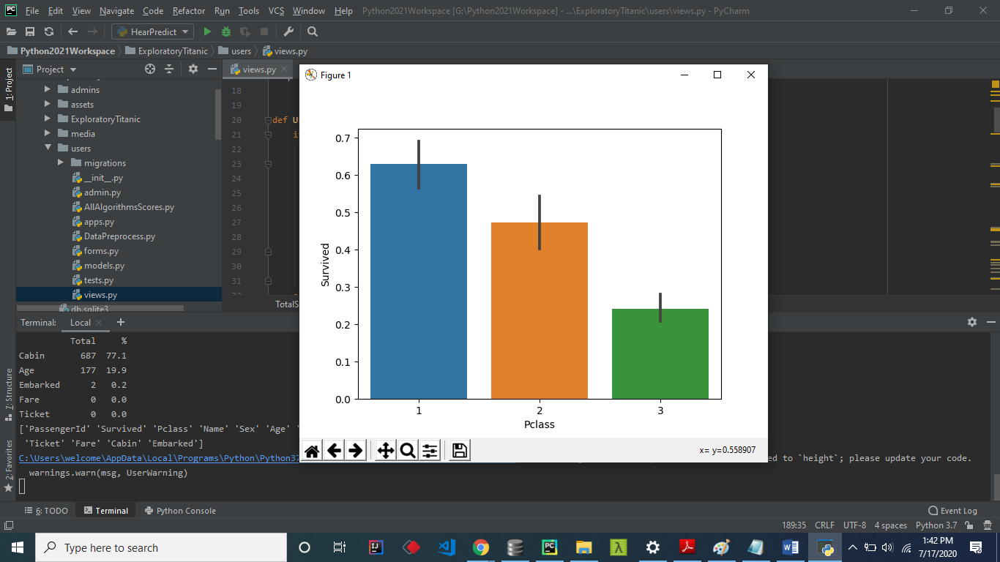 File Edit View Navigate Code Refactor Run Tools VCS Window Help Python2021Workspace [G:\Python2021Workspace] - ...\ExploratoryTitanic\users\views.py - PyCharm
HearPredict
Python2021Workspace ExploratoryTitanic users views.py
1: Project
Project
views.py
admins
assets
ExploratoryTitanic
media
users
migrations
__init__.py
admin.py
AllAlgorithmsScores.py
apps.py
DataPreprocess.py
forms.py
models.py
tests.py
views.py
db.sqlite3
18
19
20 def U
21 i
22
23
24
25
26
27
28
29
30
31
TotalS
Figure 1
0.7
0.6
0.5
0.4
0.3
0.2
0.1
0.0
Survived
1 2 3
Pclass
x= y=0.558907
Terminal: Local +
Total %
Cabin 687 77.1
Age 177 19.9
Embarked 2 0.2
Fare 0 0.0
Ticket 0 0.0
['PassengerId' 'Survived' 'Pclass' 'Name' 'Sex' 'Age' '
'Ticket' 'Fare' 'Cabin' 'Embarked']
C:\Users\welcome\AppData\Local\Programs\Python\Python37 ed to `height`; please update your code.
warnings.warn(msg, UserWarning)
7: Structure
2: Favorites
6: TODO Terminal Python Console Event Log
189:35 CRLF UTF-8 4 spaces Python 3.7
Type here to search
1:42 PM
7/17/2020